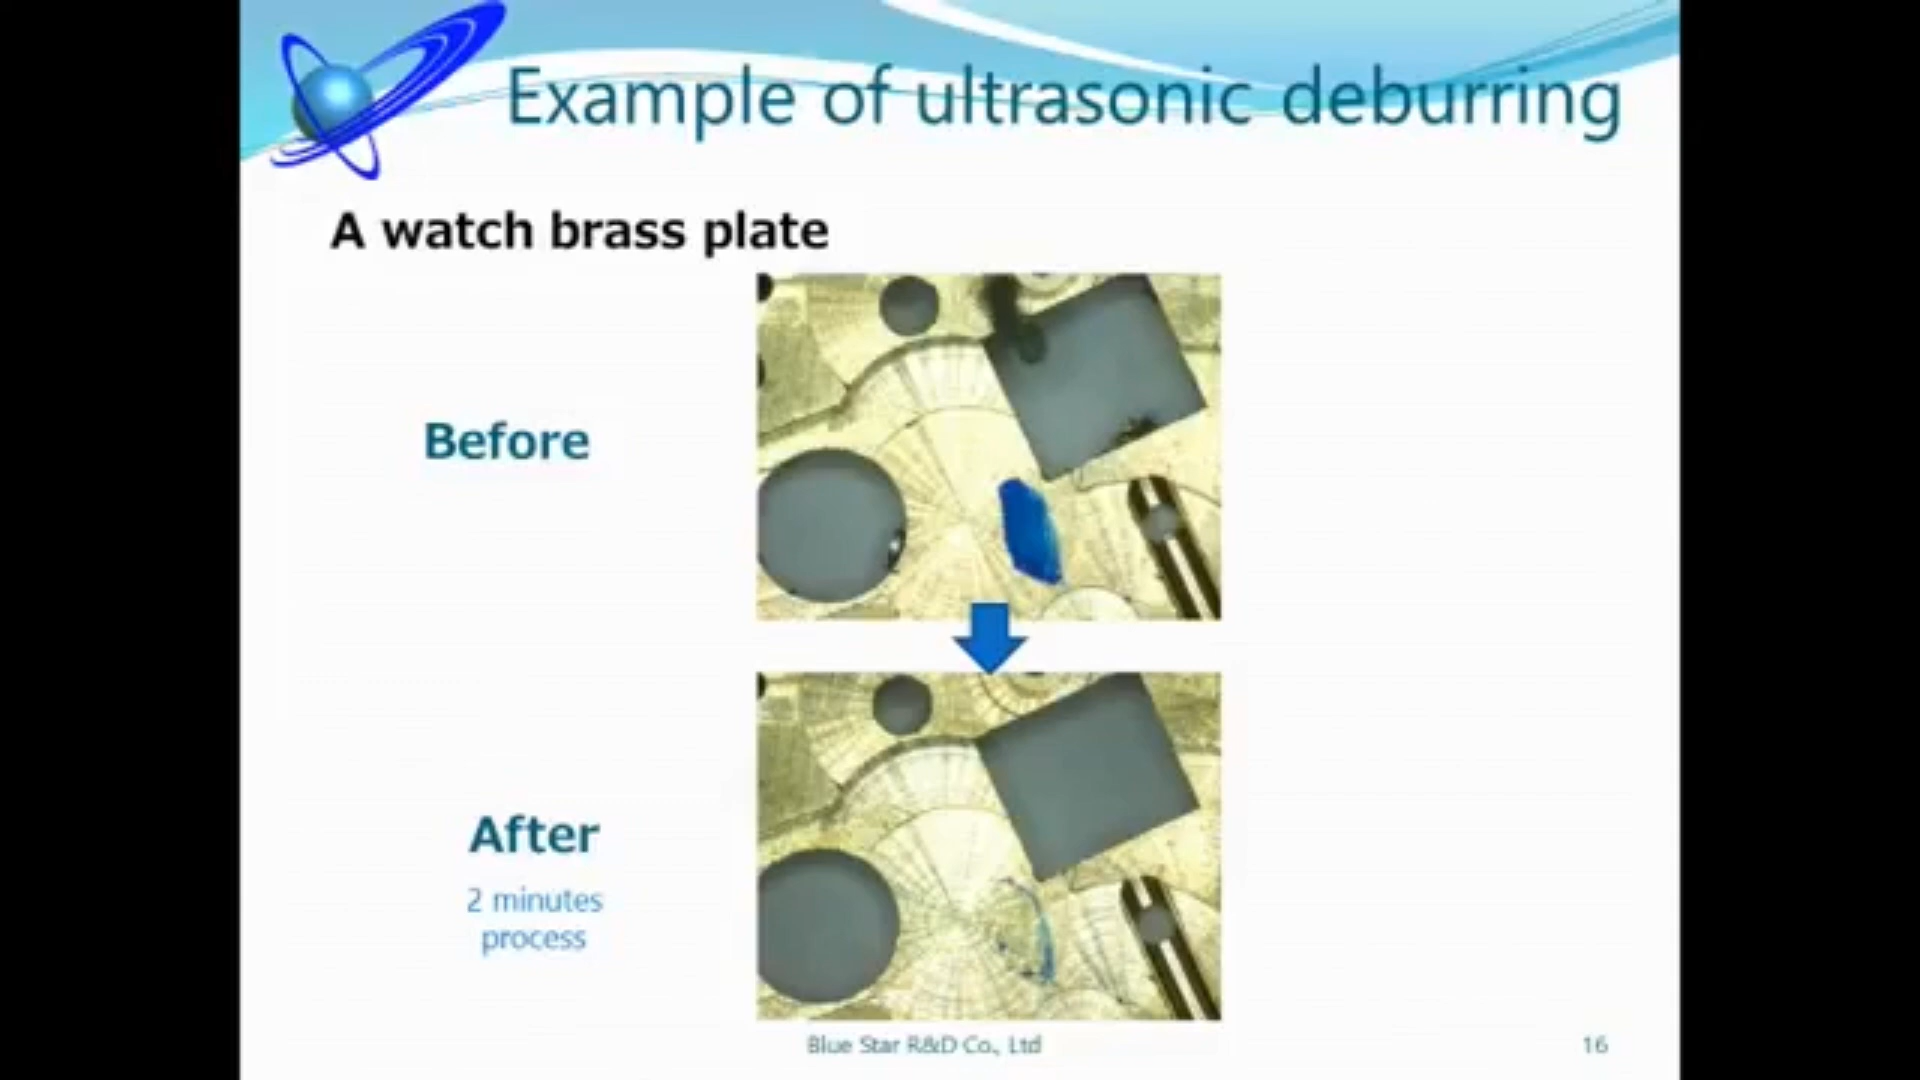 Example of ultrasonic deburring
A watch brass plate
Before
After
2 minutes
process
Blue Star R&D Co., Ltd
16